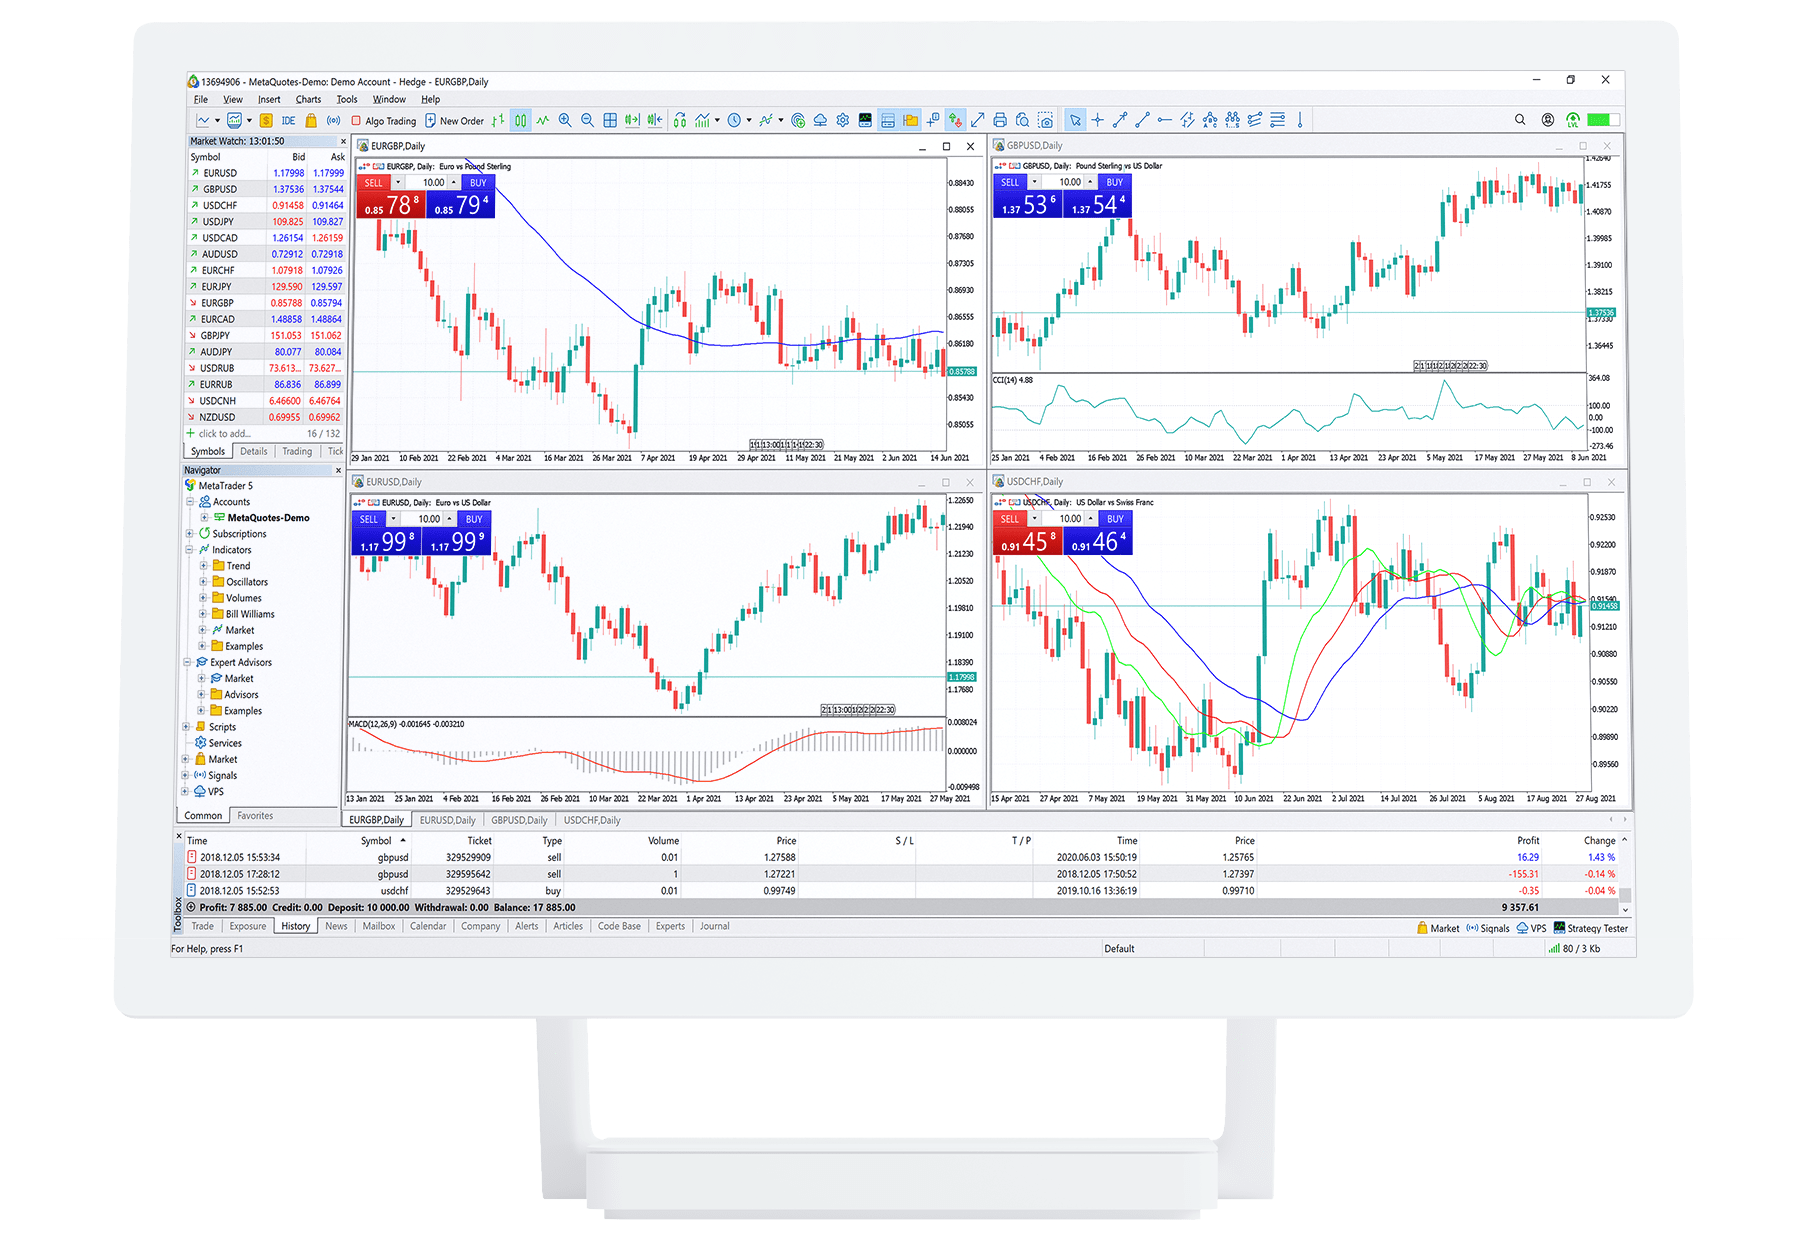 13694906 - MetaQuotes-Demo: Demo Account - Hedge - EURGBP,Daily
File View Insert Charts Tools Window Help
IDE Algo Trading New Order LVL
Market Watch: 13:01:50
Symbol Bid Ask
EURUSD 1.17998 1.17999
GBPUSD 1.37536 1.37544
USDCHF 0.91458 0.91464
USDJPY 109.825 109.827
USDCAD 1.26154 1.26159
AUDUSD 0.72912 0.72918
EURCHF 1.07918 1.07926
EURJPY 129.590 129.597
EURGBP 0.85788 0.85794
EURCAD 1.48858 1.48864
GBPJPY 151.053 151.062
AUDJPY 80.077 80.084
USDRUB 73.613... 73.627...
EURRUB 86.836 86.899
USDCNH 6.46600 6.46764
NZDUSD 0.69955 0.69962
click to add... 16 / 132
Symbols Details Trading Tick
Navigator
MetaTrader 5
Accounts
MetaQuotes-Demo
Subscriptions
Indicators
Trend
Oscillators
Volumes
Bill Williams
Market
Examples
Expert Advisors
Market
Advisors
Examples
Scripts
Services
Market
Signals
VPS
Common Favorites
EURGBP,Daily
EURGBP, Daily: Euro vs Pound Sterling
SELL 10.00 BUY
0.85 78 8 0.85 79 4
0.88430
0.88055
0.87680
0.87305
0.86930
0.86555
0.86180
0.85788
0.85430
0.85055
29 Jan 2021 10 Feb 2021 22 Feb 2021 4 Mar 2021 16 Mar 2021 26 Mar 2021 7 Apr 2021 19 Apr 2021 29 Apr 2021 11 May 2021 21 May 2021 2 Jun 2021 14 Jun 2021
GBPUSD,Daily
GBPUSD, Daily: Pound Sterling vs US Dollar
SELL 10.00 BUY
1.37 53 6 1.37 54 4
1.42640
1.41755
1.40870
1.39985
1.39100
1.38215
1.37536
1.37330
1.36445
CCI(14) 4.88
364.08
100.00
0.00
-100.00
-273.46
25 Jan 2021 4 Feb 2021 16 Feb 2021 26 Feb 2021 10 Mar 2021 22 Mar 2021 1 Apr 2021 13 Apr 2021 23 Apr 2021 5 May 2021 17 May 2021 27 May 2021 8 Jun 2021
EURUSD,Daily
EURUSD, Daily: Euro vs US Dollar
SELL 10.00 BUY
1.17 99 8 1.17 99 9
1.22650
1.21940
1.21230
1.20520
1.19810
1.19100
1.18390
1.17998
1.17680
MACD(12,26,9) -0.001645 -0.003210
0.008024
0.000000
-0.009498
13 Jan 2021 25 Jan 2021 4 Feb 2021 16 Feb 2021 26 Feb 2021 10 Mar 2021 22 Mar 2021 1 Apr 2021 13 Apr 2021 23 Apr 2021 5 May 2021 17 May 2021 27 May 2021
USDCHF,Daily
USDCHF, Daily: US Dollar vs Swiss Franc
SELL 10.00 BUY
0.91 45 8 0.91 46 4
0.92530
0.92200
0.91870
0.91540
0.91458
0.91210
0.90880
0.90550
0.90220
0.89890
0.89560
15 Apr 2021 27 Apr 2021 7 May 2021 19 May 2021 31 May 2021 10 Jun 2021 22 Jun 2021 2 Jul 2021 14 Jul 2021 26 Jul 2021 5 Aug 2021 17 Aug 2021 27 Aug 2021
EURGBP,Daily EURUSD,Daily GBPUSD,Daily USDCHF,Daily
Time Symbol Ticket Type Volume Price S / L T / P Time Price Profit Change
2018.12.05 15:53:34 gbpusd 329529909 sell 0.01 1.27588 2020.06.03 15:50:19 1.25765 16.29 1.43 %
2018.12.05 17:28:12 gbpusd 329595642 sell 1 1.27221 2018.12.05 17:50:52 1.27397 -155.31 -0.14 %
2018.12.05 15:52:53 usdchf 329529643 buy 0.01 0.99749 2019.10.16 13:36:19 0.99710 -0.35 -0.04 %
Profit: 7 885.00 Credit: 0.00 Deposit: 10 000.00 Withdrawal: 0.00 Balance: 17 885.00 9 357.61
Toolbox
Trade Exposure History News Mailbox Calendar Company Alerts Articles Code Base Experts Journal
Market Signals VPS Strategy Tester
For Help, press F1 Default 80 / 3 Kb